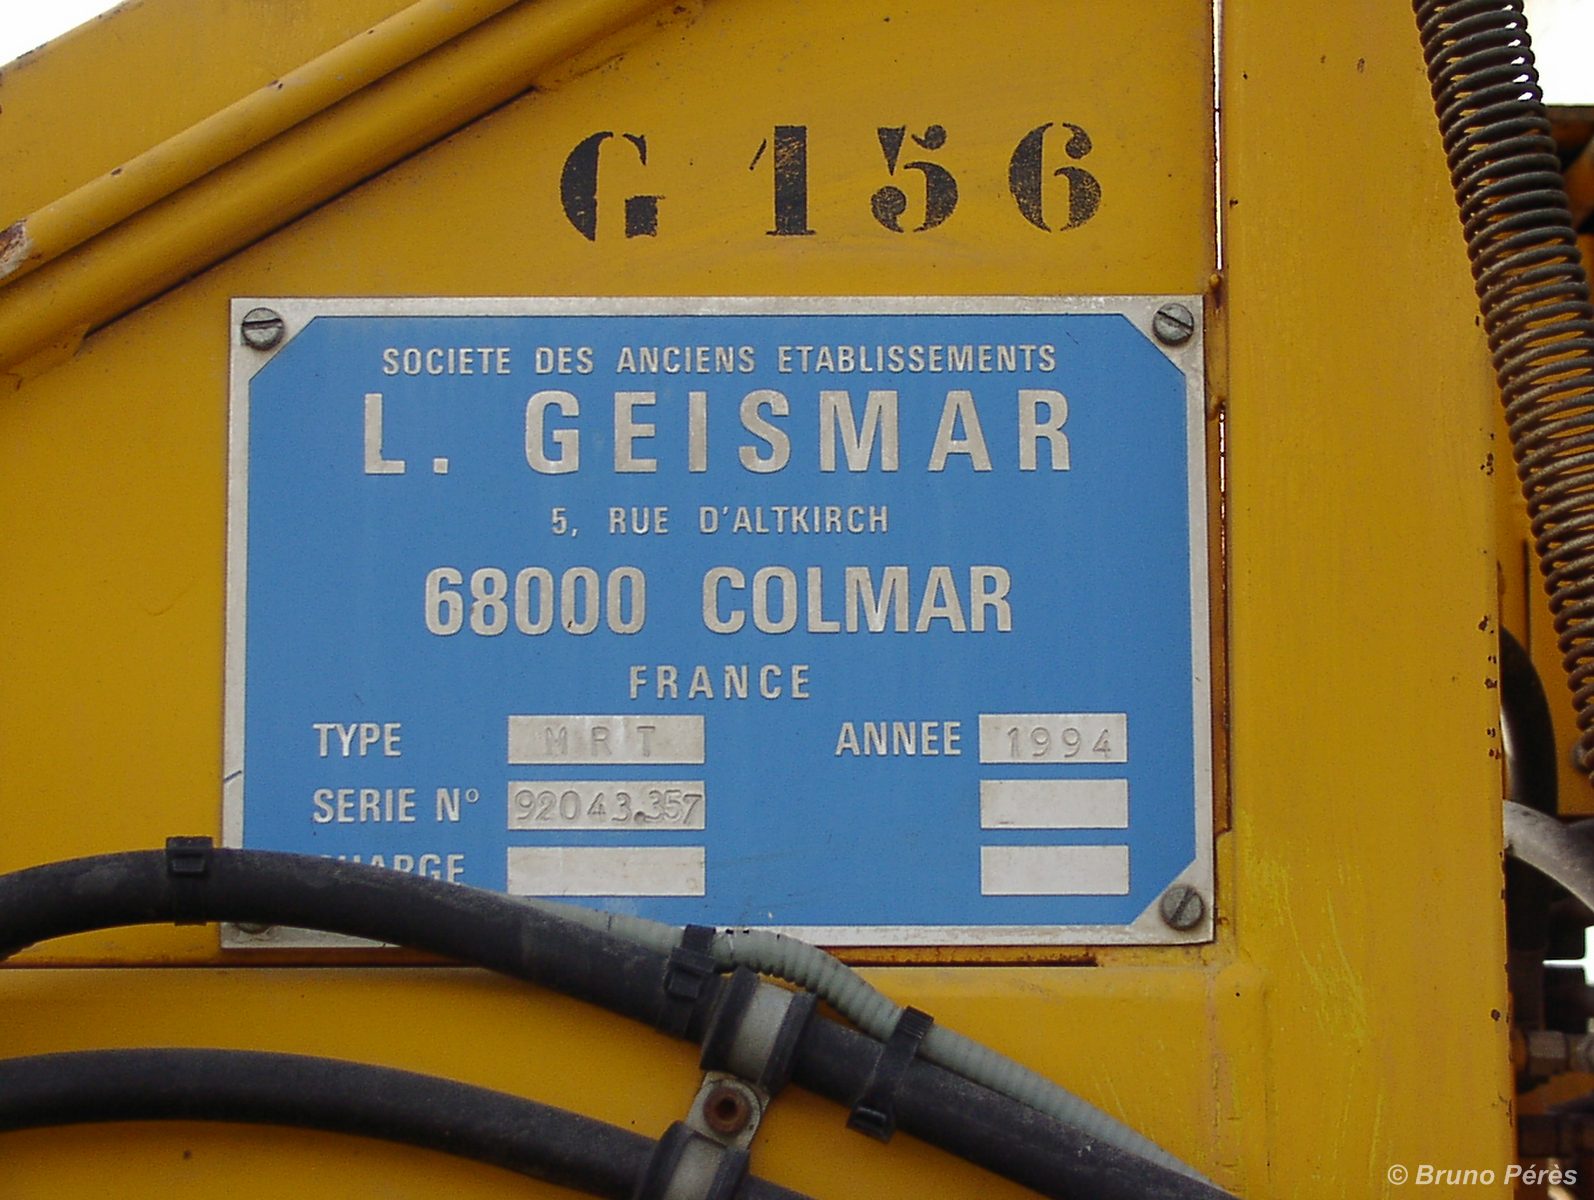 G 156
SOCIETE DES ANCIENS ETABLISSEMENTS
L. GEISMAR
5, RUE D'ALTKIRCH
68000 COLMAR
FRANCE
TYPE MRT ANNEE 1994
SERIE N° 92043.357
CHARGE
© Bruno Pérès